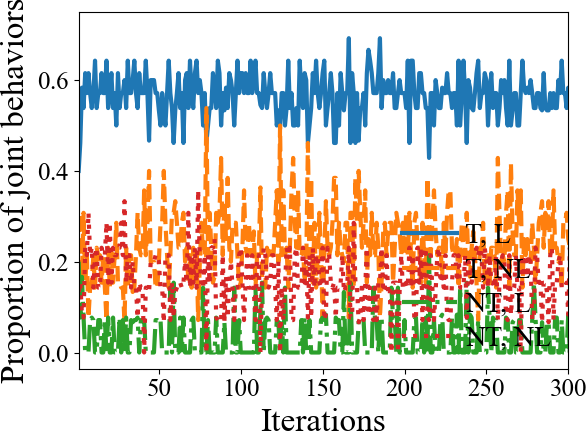 Proportion of joint behaviors
0.6
0.4
0.2
0.0
T, L
T, NL
NT, L
NT, NL
50
100
150
200
250
300
Iterations